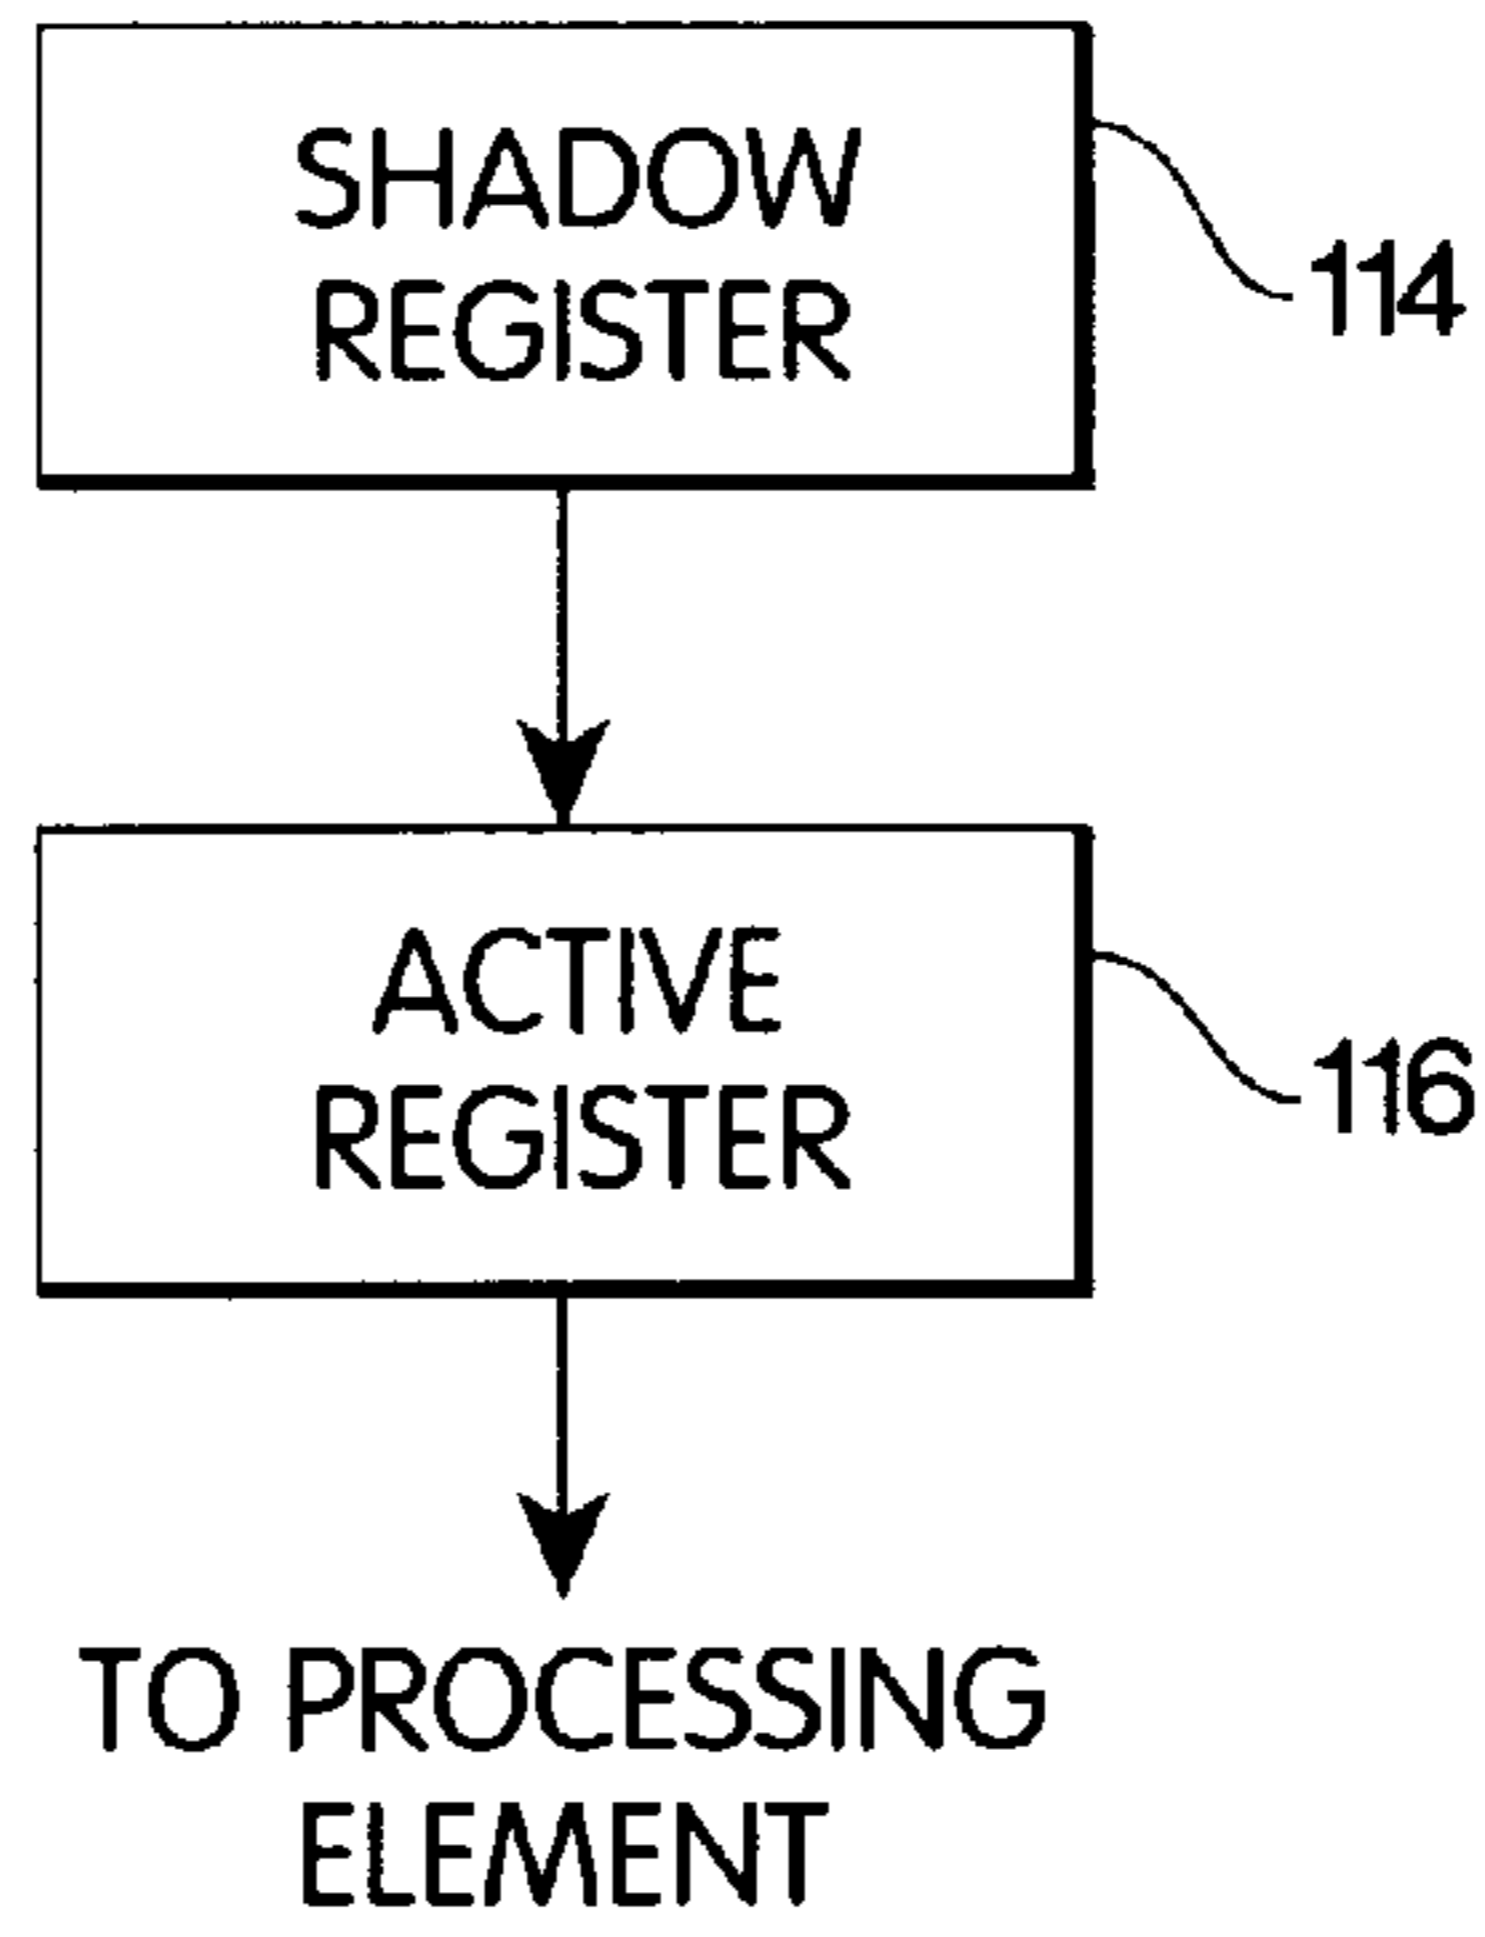 SHADOW
REGISTER
114
ACTIVE
REGISTER
116
TO PROCESSING
ELEMENT